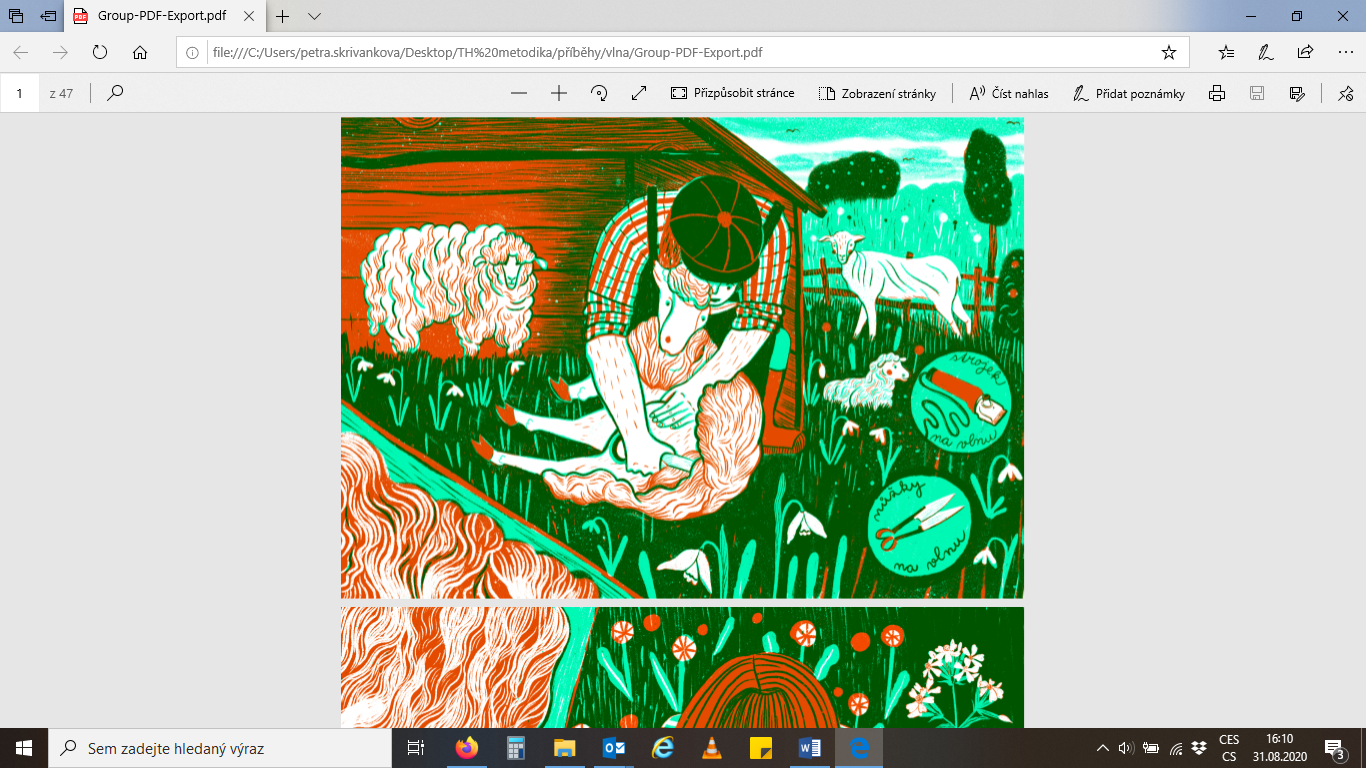 Group-PDF-Export.pdf
file:///C:/Users/petra.skrivankova/Desktop/TH%20metodika/příběhy/vlna/Group-PDF-Export.pdf
1 z 47 Přizpůsobit stránce Zobrazení stránky Číst nahlas Přidat poznámky
strojek
na vlnu
nůžky
na vlnu
Sem zadejte hledaný výraz
CES 16:10
CS 31.08.2020 3